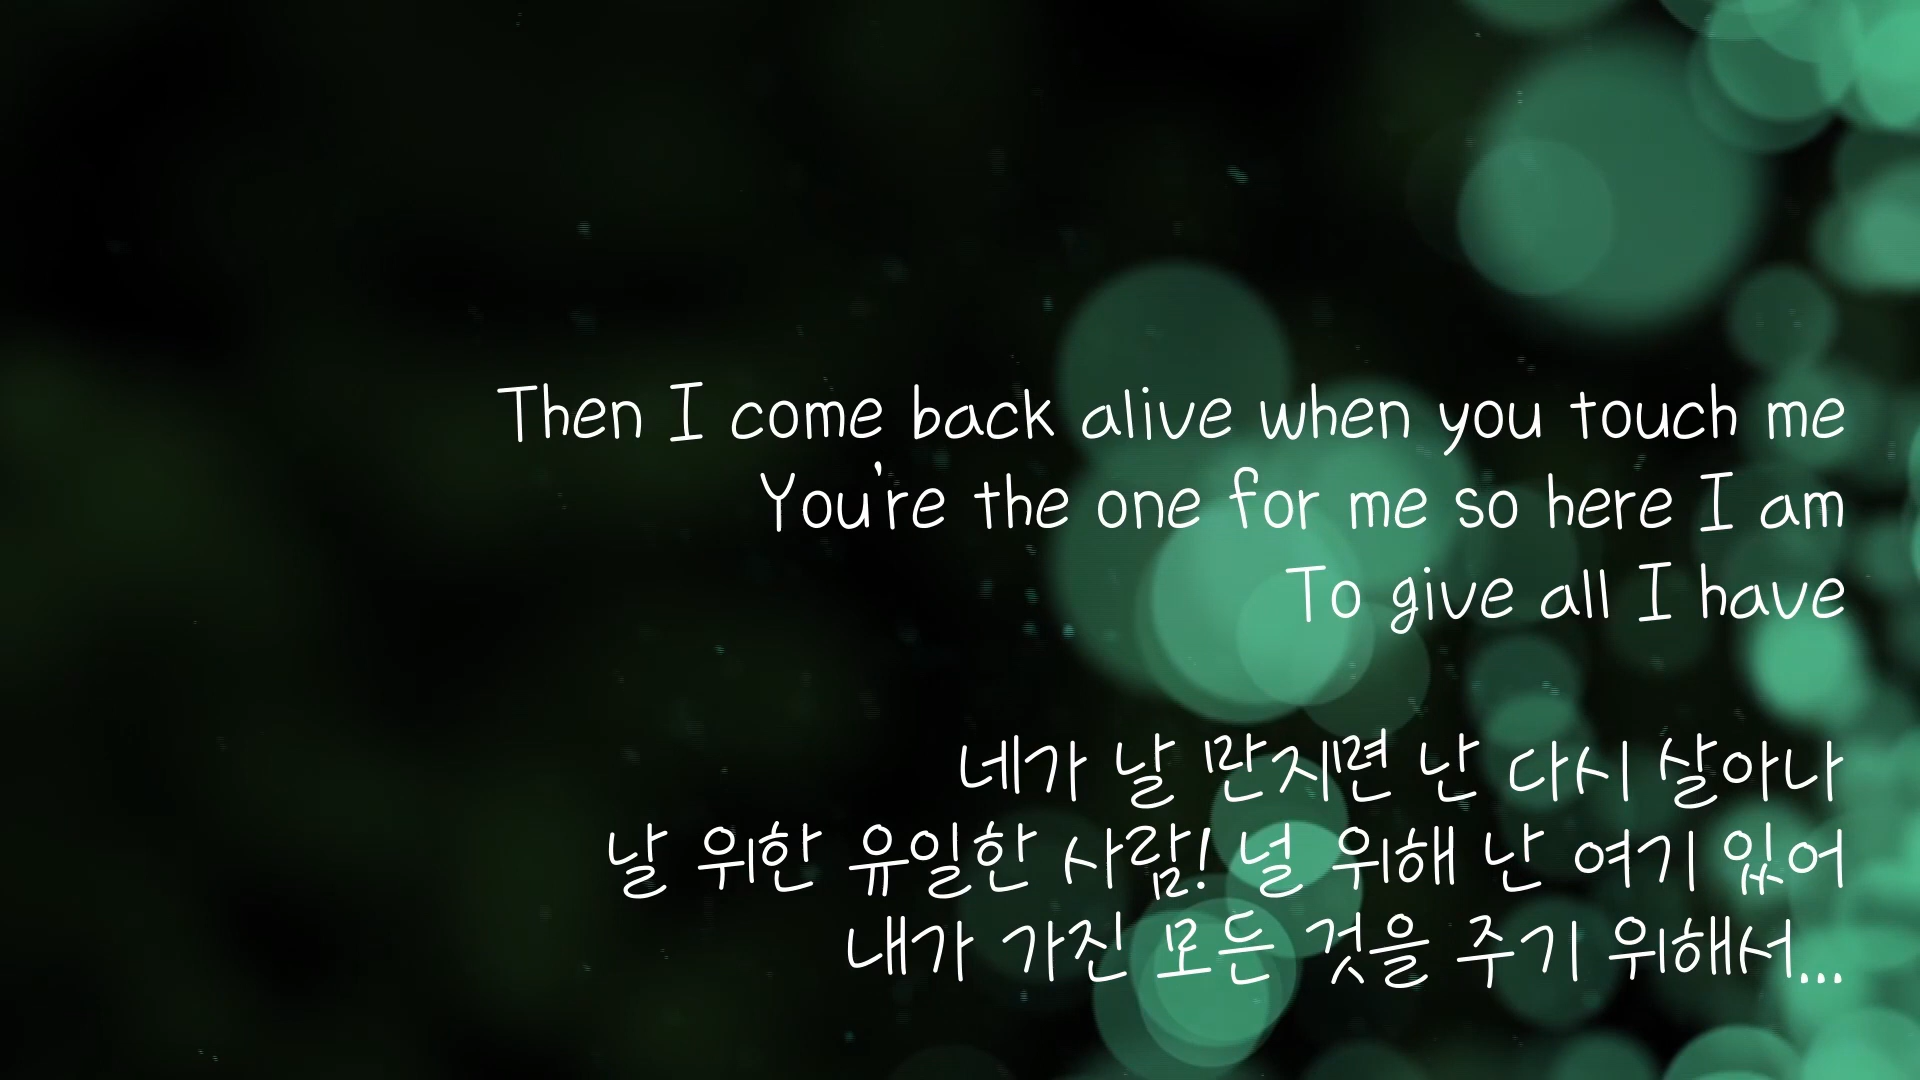 Then I come back alive when you touch me
You're the one for me so here I am
To give all I have
네가 날 만지면 난 다시 살아나
날 위한 유일한 사람! 널 위해 난 여기 있어
내가 가진 모든 것을 주기 위해서...